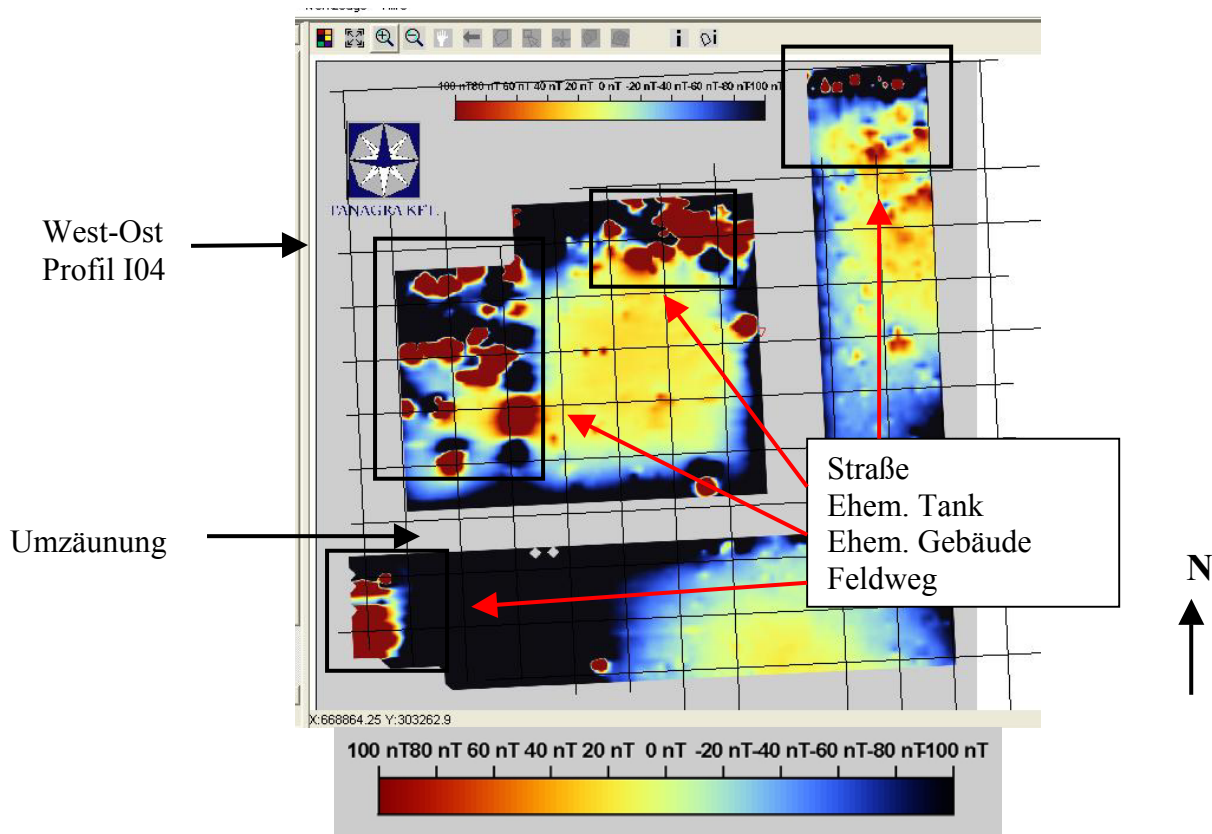 100 nT80 nT 60 nT 40 nT 20 nT 0 nT -20 nT-40 nT-60 nT-80 nT-100 nT
PANAGRA KFT.
West-Ost
Profil I04
Straße
Ehem. Tank
Ehem. Gebäude
Feldweg
Umzäunung
N
X:668864.25 Y:303262.9
100 nT80 nT 60 nT 40 nT 20 nT 0 nT -20 nT-40 nT-60 nT-80 nT-100 nT